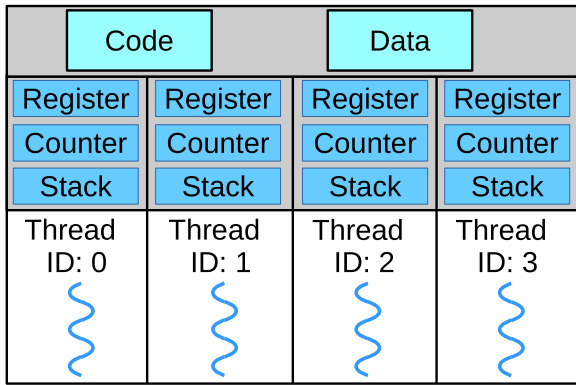 Code Data
Register Register Register Register
Counter Counter Counter Counter
Stack Stack Stack Stack
Thread Thread Thread Thread
ID: 0 ID: 1 ID: 2 ID: 3